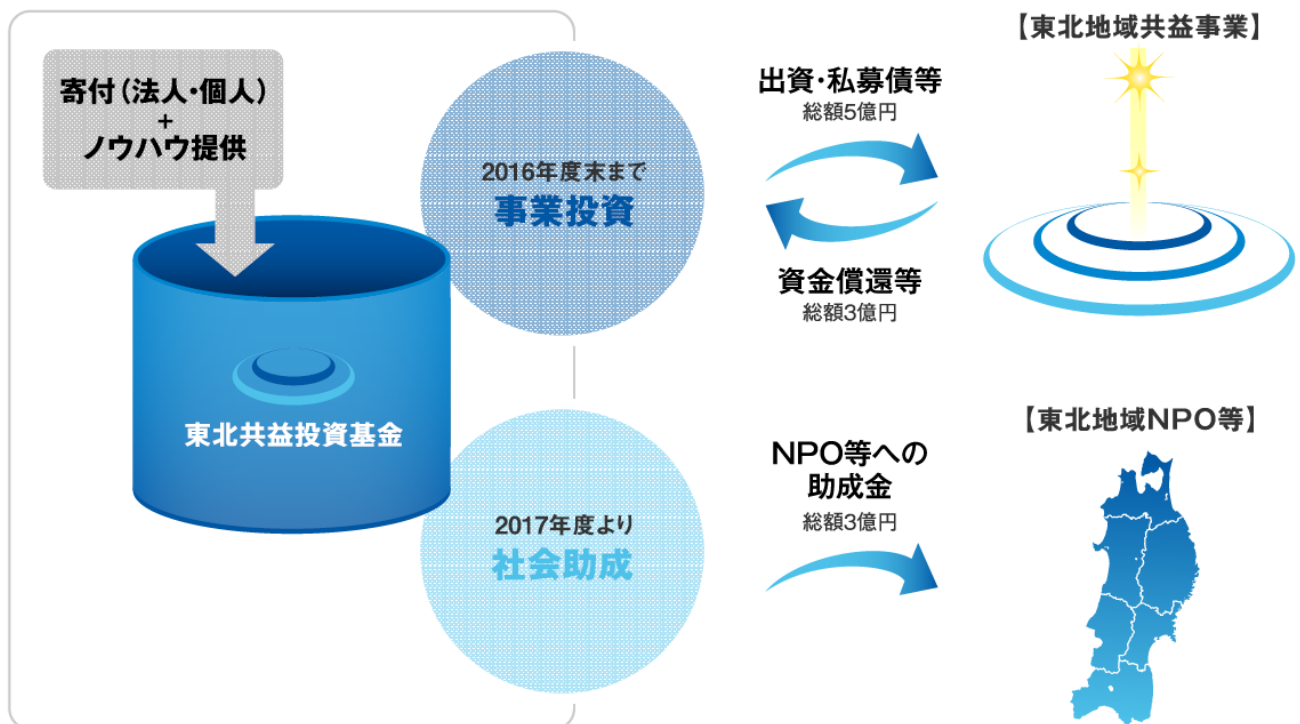 寄付(法人・個人)
+
ノウハウ提供
東北共益投資基金
2016年度末まで
事業投資
2017年度より
社会助成
出資・私募債等
総額5億円
資金償還等
総額3億円
NPO等への
助成金
総額3億円
【東北地域共益事業】
【東北地域NPO等】